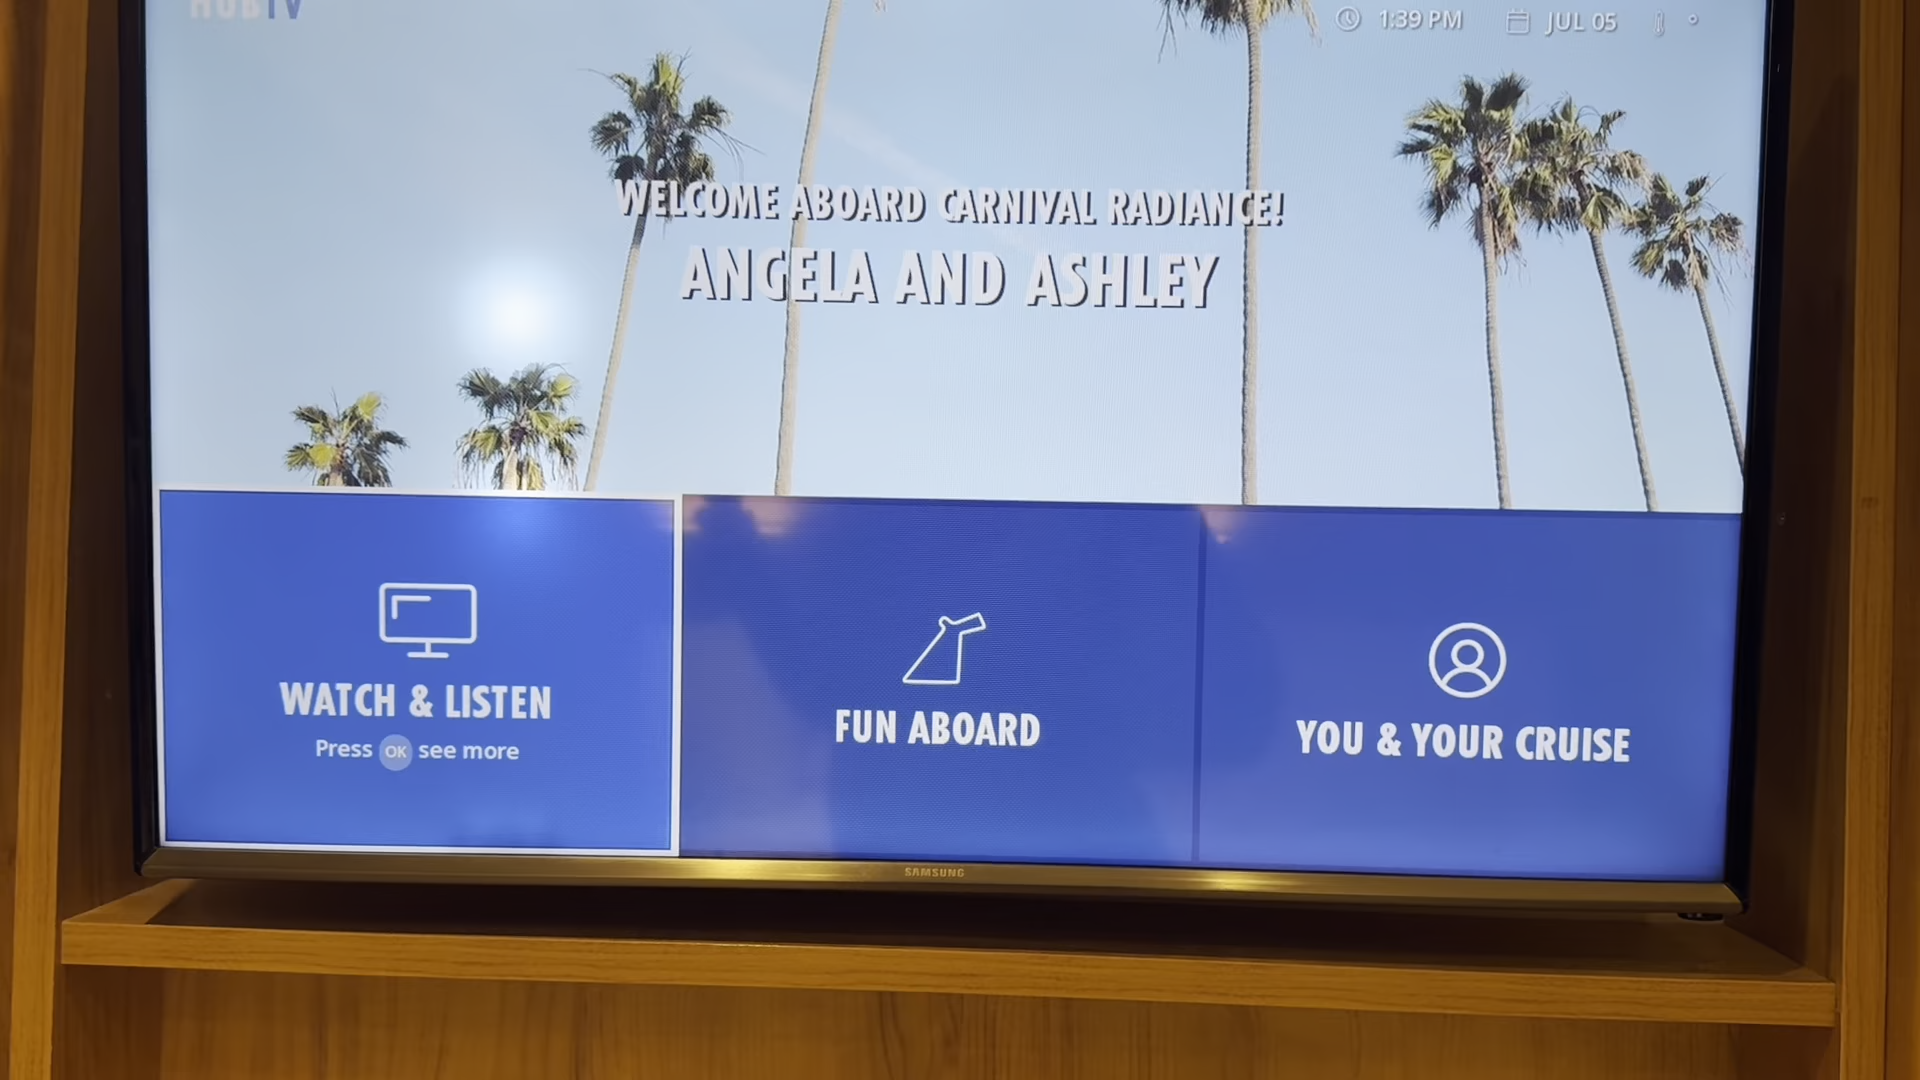 HUBTV
1:39 PM JUL 05 °
WELCOME ABOARD CARNIVAL RADIANCE!
ANGELA AND ASHLEY
WATCH & LISTEN
Press OK see more
FUN ABOARD
YOU & YOUR CRUISE
SAMSUNG